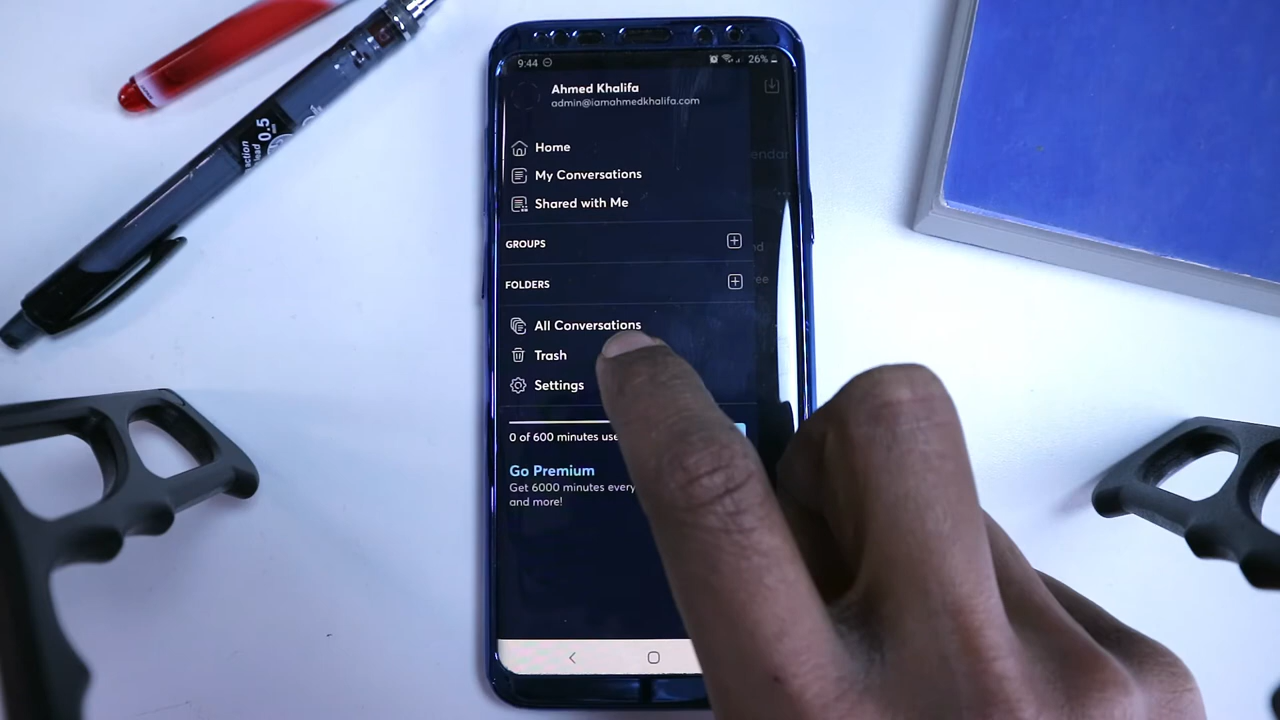 9:44
26%
Ahmed Khalifa
admin@iamahmedkhalifa.com
Home
My Conversations
Shared with Me
GROUPS
FOLDERS
All Conversations
Trash
Settings
0 of 600 minutes use
Go Premium
Get 6000 minutes every
and more!
0.5